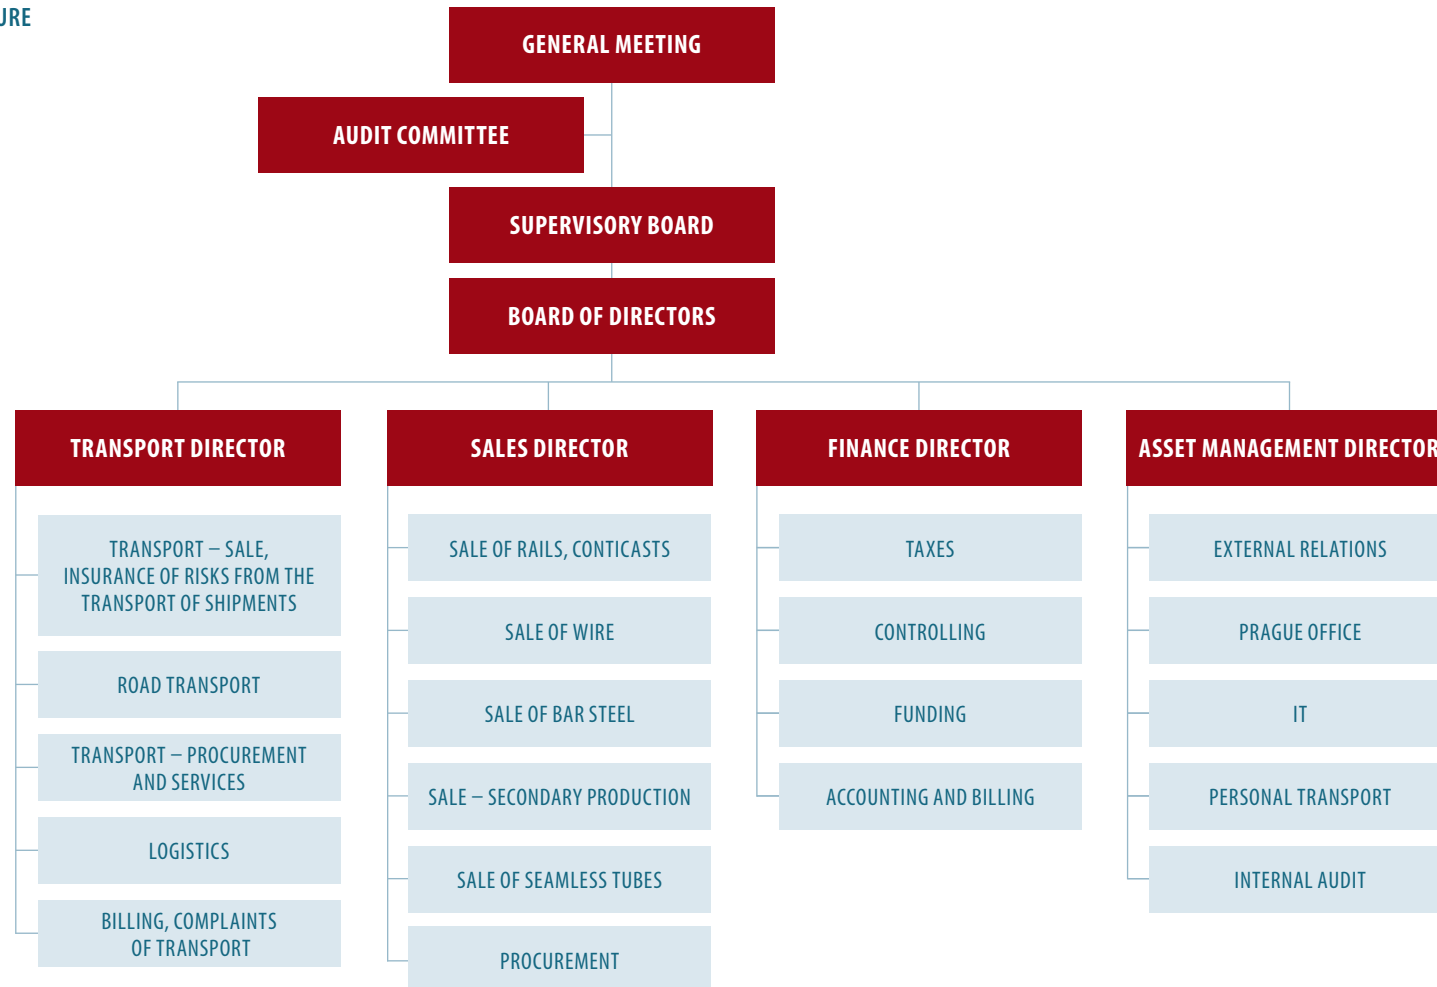 URE
GENERAL MEETING
AUDIT COMMITTEE
SUPERVISORY BOARD
BOARD OF DIRECTORS
TRANSPORT DIRECTOR
TRANSPORT – SALE,
INSURANCE OF RISKS FROM THE
TRANSPORT OF SHIPMENTS
ROAD TRANSPORT
TRANSPORT – PROCUREMENT
AND SERVICES
LOGISTICS
BILLING, COMPLAINTS
OF TRANSPORT
SALES DIRECTOR
SALE OF RAILS, CONTICASTS
SALE OF WIRE
SALE OF BAR STEEL
SALE – SECONDARY PRODUCTION
SALE OF SEAMLESS TUBES
PROCUREMENT
FINANCE DIRECTOR
TAXES
CONTROLLING
FUNDING
ACCOUNTING AND BILLING
ASSET MANAGEMENT DIRECTOR
EXTERNAL RELATIONS
PRAGUE OFFICE
IT
PERSONAL TRANSPORT
INTERNAL AUDIT